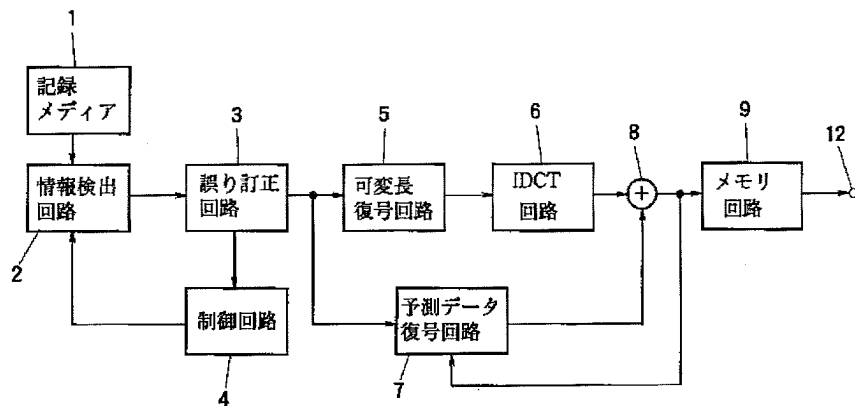 1
記録
メディア
3
5
6
8
9
12
情報検出
回路
誤り訂正
回路
可変長
復号回路
IDCT
回路
+
メモリ
回路
2
制御回路
予測データ
復号回路
4
7